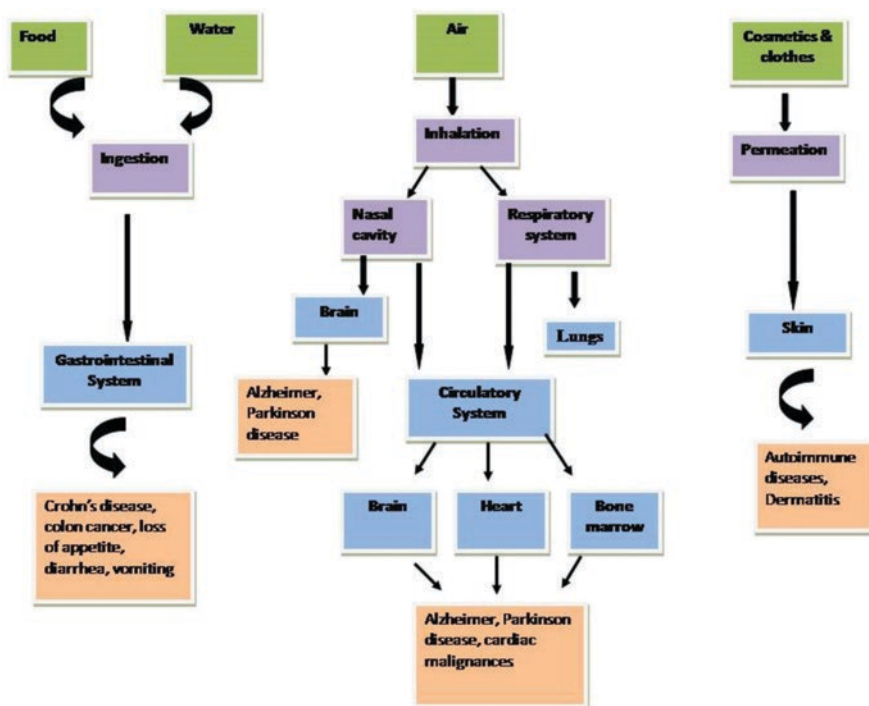 Food
Water
Air
Cosmetics &
clothes
Ingestion
Inhalation
Permeation
Nasal
cavity
Respiratory
system
Brain
Lungs
Skin
Gastrointestinal
System
Alzheimer,
Parkinson
disease
Circulatory
System
Autoimmune
diseases,
Dermatitis
Crohn's disease,
colon cancer, loss
of appetite,
diarrhea, vomiting
Brain
Heart
Bone
marrow
Alzheimer, Parkinson
disease, cardiac
malignances